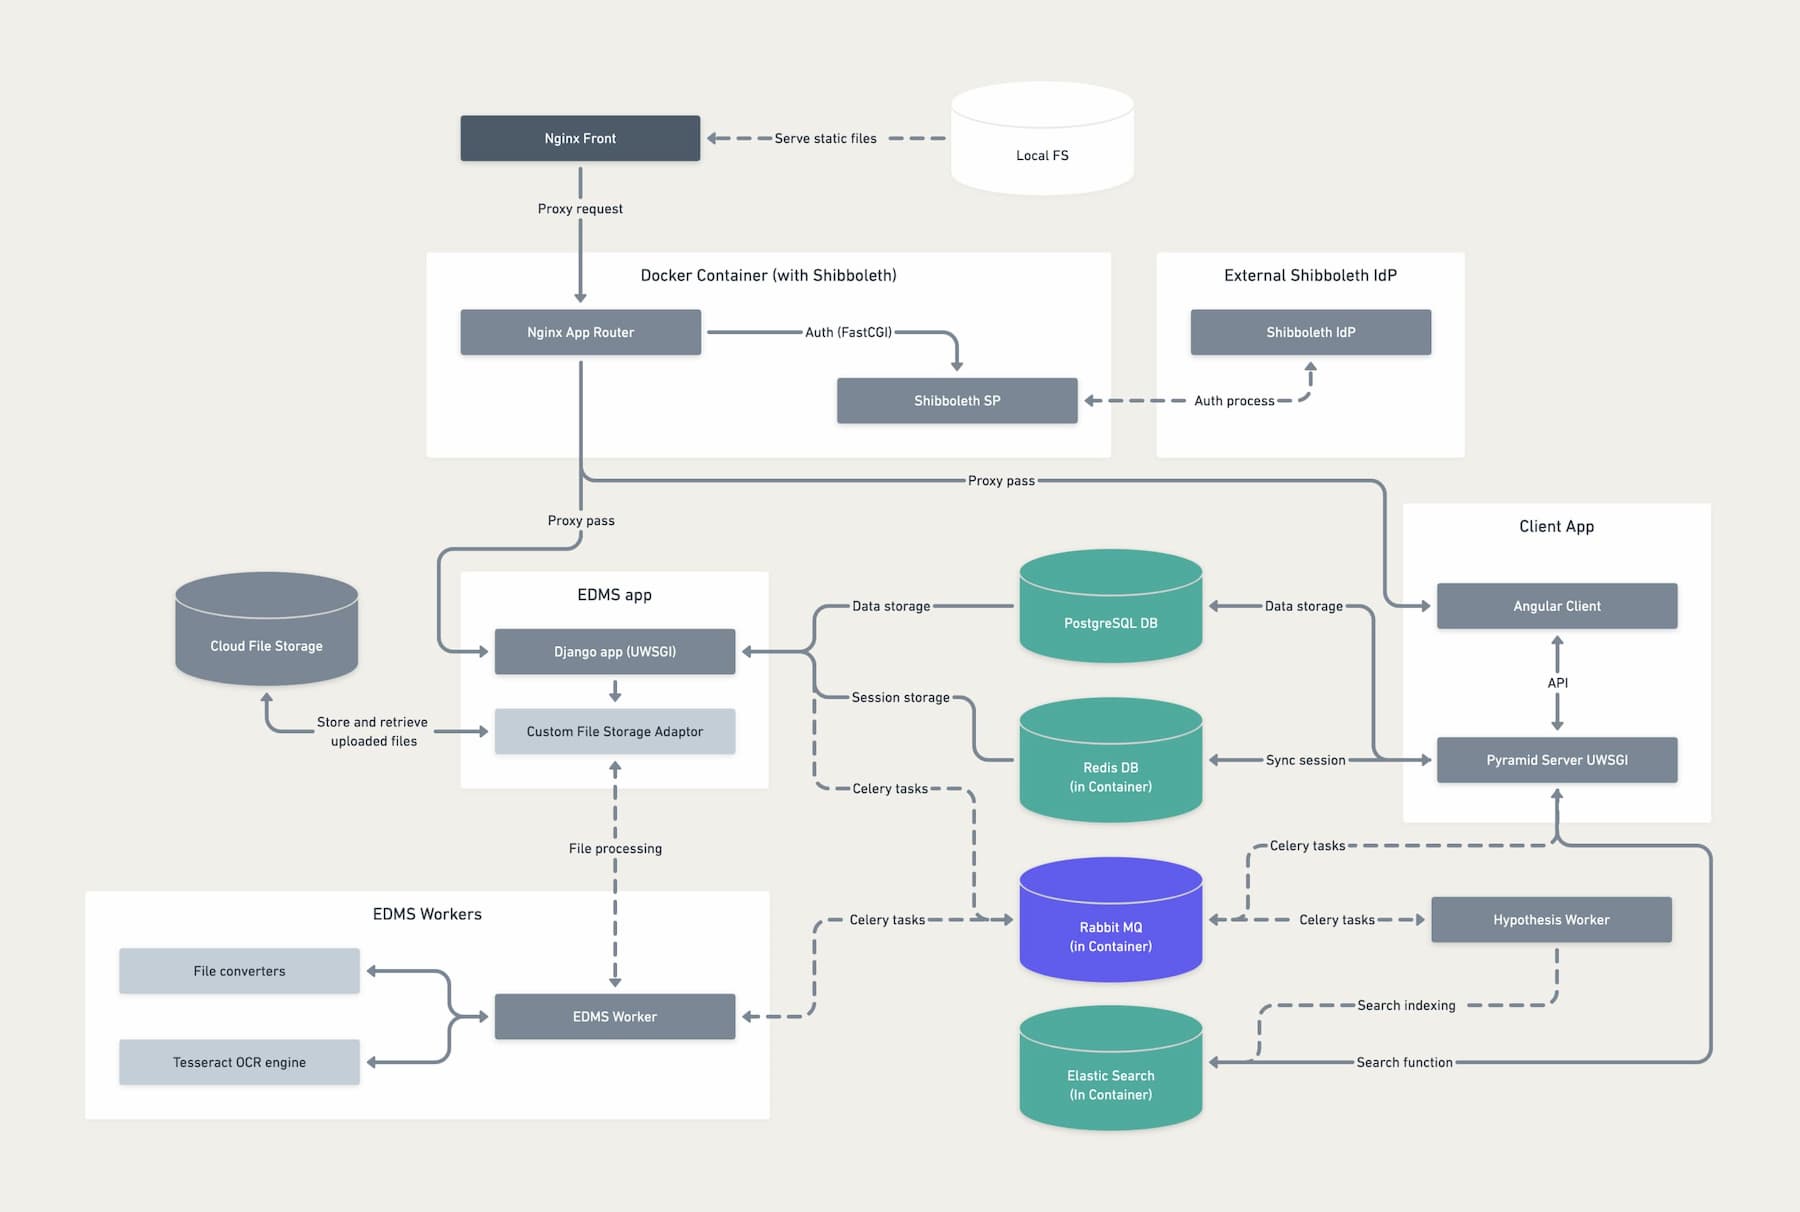 Nginx Front
Serve static files
Local FS
Proxy request
Docker Container (with Shibboleth)
External Shibboleth IdP
Nginx App Router
Auth (FastCGI)
Shibboleth IdP
Shibboleth SP
Auth process
Proxy pass
Proxy pass
Client App
EDMS app
Data storage
PostgreSQL DB
Data storage
Angular Client
Cloud File Storage
Django app (UWSGI)
API
Session storage
Store and retrieve
uploaded files
Custom File Storage Adaptor
Redis DB
(in Container)
Sync session
Pyramid Server UWSGI
Celery tasks
File processing
Celery tasks
EDMS Workers
Celery tasks
Rabbit MQ
(in Container)
Celery tasks
Hypothesis Worker
File converters
EDMS Worker
Search indexing
Tesseract OCR engine
Elastic Search
(In Container)
Search function